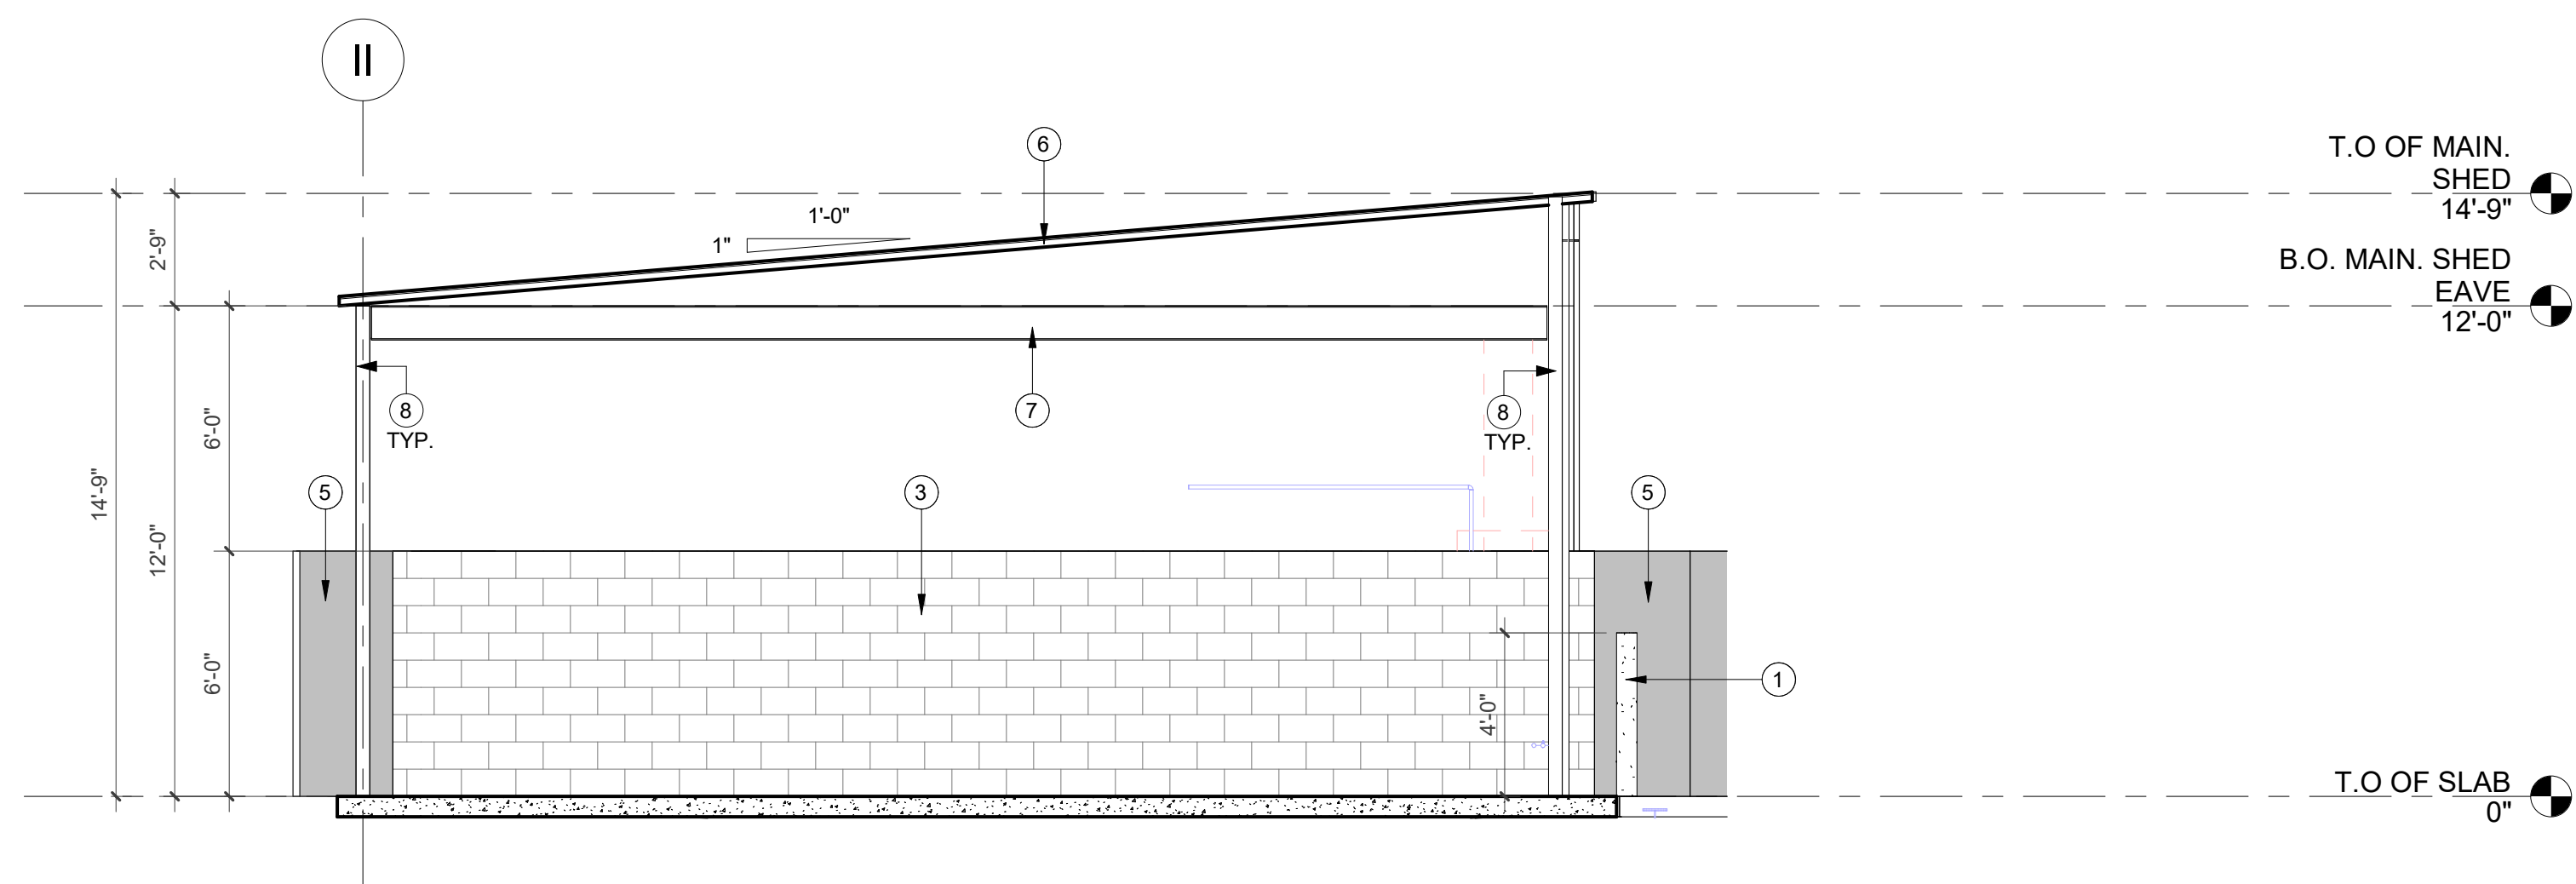 II
6
T.O OF MAIN.
SHED
14'-9"
1'-0"
1"
2'-9"
B.O. MAIN. SHED
EAVE
12'-0"
8
TYP.
7
8
TYP.
6'-0"
14'-9"
12'-0"
5
3
5
6'-0"
4'-0"
1
T.O OF SLAB
0"